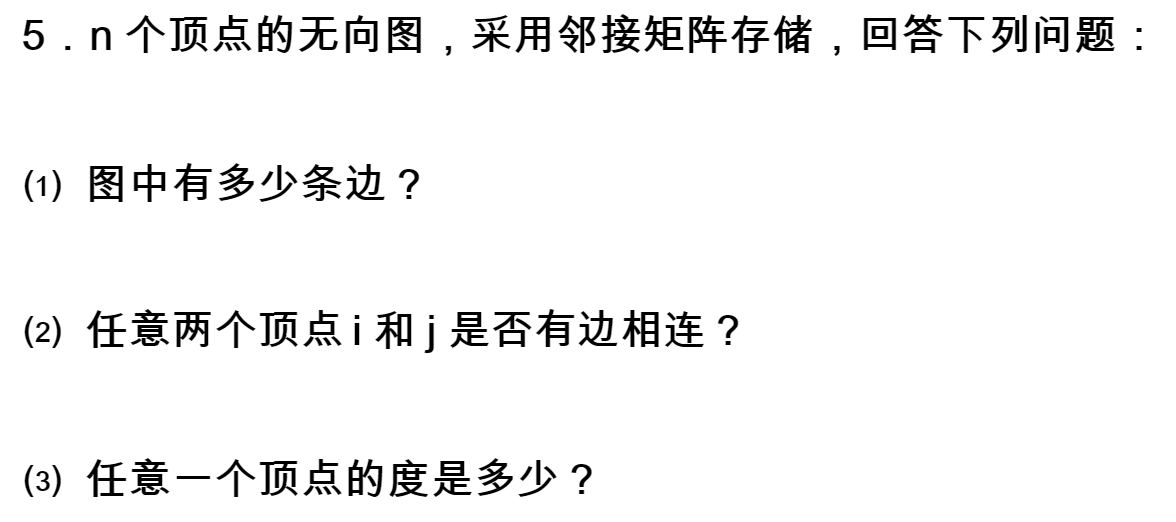 5．n 个顶点的无向图，采用邻接矩阵存储，回答下列问题：
⑴ 图中有多少条边？
⑵ 任意两个顶点 i 和 j 是否有边相连？
⑶ 任意一个顶点的度是多少？